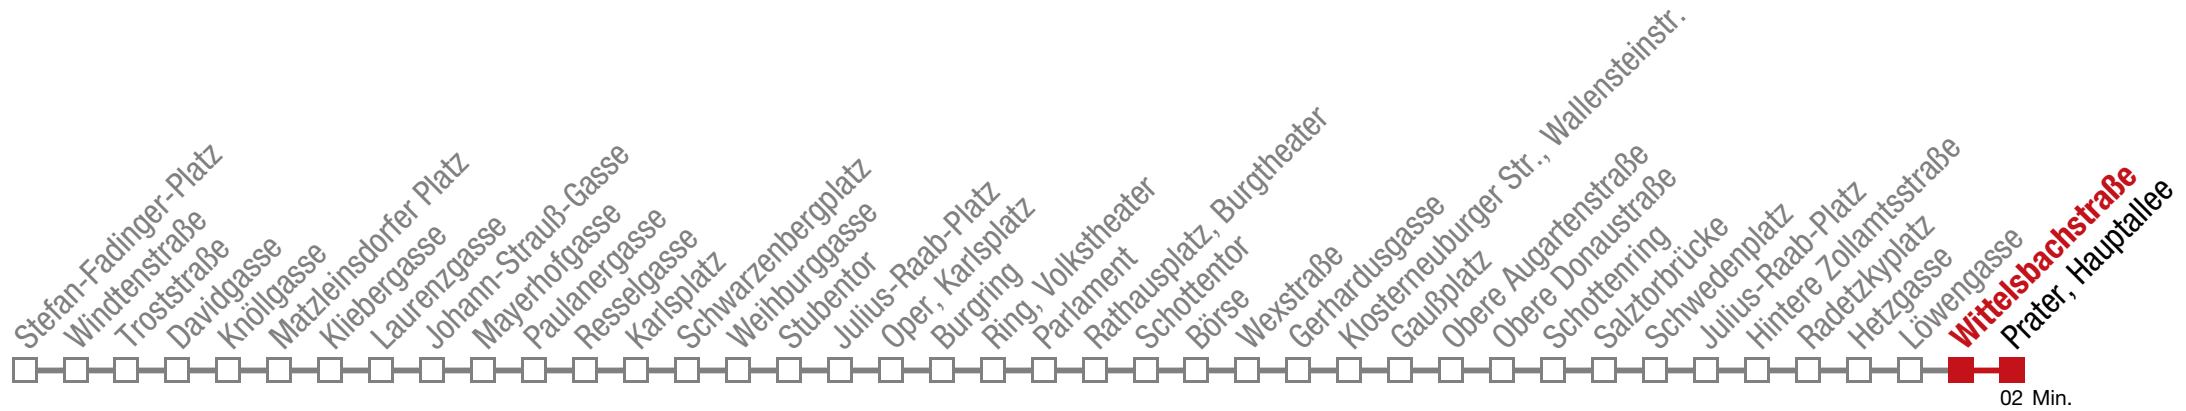 Stefan-Fadinger-Platz
Windtenstraße
Troststraße
Davidgasse
Knöllgasse
Matzleinsdorfer Platz
Kliebergasse
Laurenzgasse
Johann-Strauß-Gasse
Mayerhofgasse
Paulanergasse
Resselgasse
Karlsplatz
Schwarzenbergplatz
Weihburggasse
Stubentor
Julius-Raab-Platz
Oper, Karlsplatz
Burgring
Ring, Volkstheater
Parlament
Rathausplatz, Burgtheater
Schottentor
Börse
Wexstraße
Gerhardusgasse
Klosterneuburger Str., Wallensteinstr.
Gaußplatz
Obere Augartenstraße
Obere Donaustraße
Schottenring
Salztorbrücke
Schwedenplatz
Julius-Raab-Platz
Hintere Zollamtsstraße
Radetzkyplatz
Hetzgasse
Löwengasse
Wittelsbachstraße
Prater, Hauptallee
02 Min.